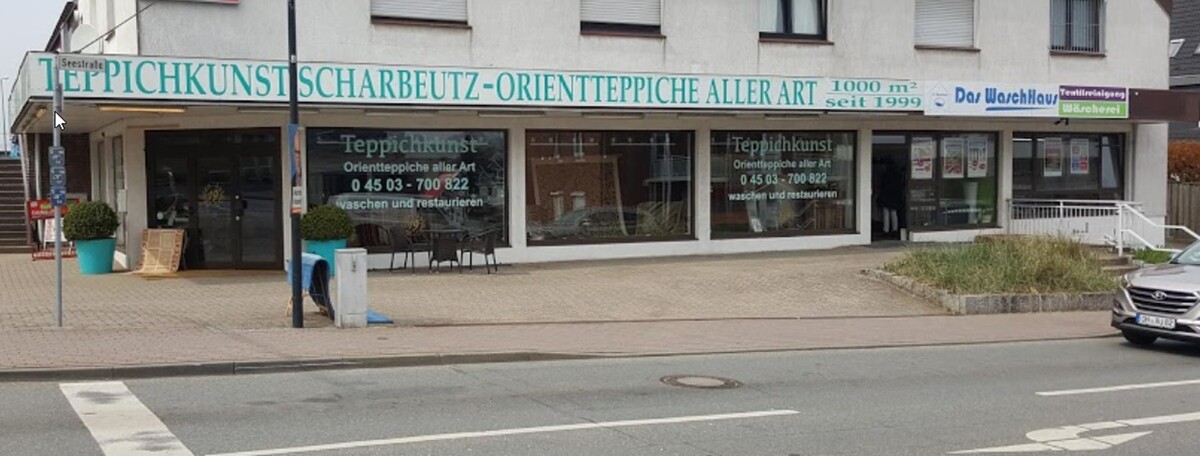 Seestraße
TEPPICHKUNST SCHARBEUTZ-ORIENTTEPPICHE ALLER ART
1000 m²
seit 1999
Das WaschHaus
Textilreinigung
Wäscherei
Teppichkunst
Orientteppiche aller Art
0 45 03 - 700 822
waschen und restaurieren
Teppichkunst
Orientteppiche aller Art
0 45 03 - 700 822
waschen und restaurieren